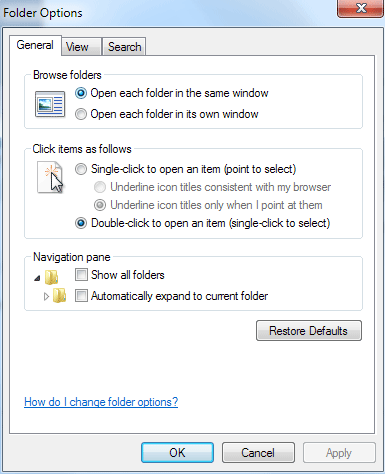 Folder Options
General
View
Search
Browse folders
Open each folder in the same window
Open each folder in its own window
Click items as follows
Single-click to open an item (point to select)
Underline icon titles consistent with my browser
Underline icon titles only when I point at them
Double-click to open an item (single-click to select)
Navigation pane
Show all folders
Automatically expand to current folder
Restore Defaults
How do I change folder options?
OK
Cancel
Apply